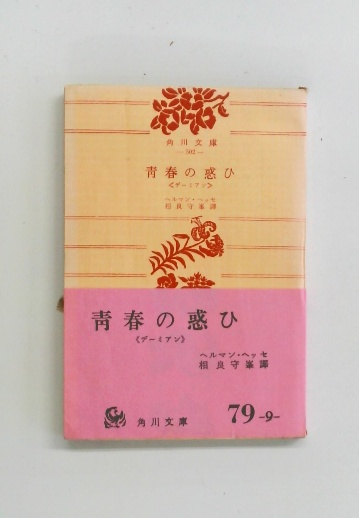 角川文庫
—502—
青春の惑ひ
≪デーミアン≫
ヘルマン・ヘッセ
相良守峯譯
青春の惑ひ
《デーミアン》
ヘルマン・ヘッセ
相良守峯譯
角川文庫
79-9-